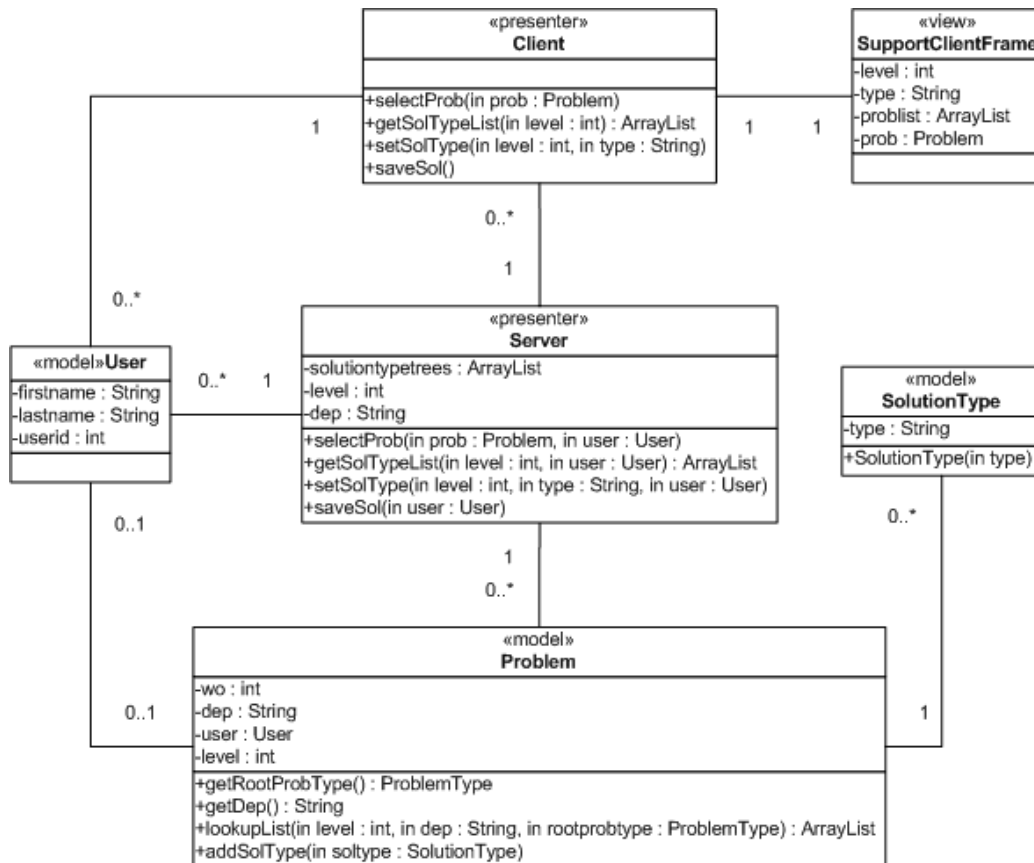 «presenter»
Client
+selectProb(in prob : Problem)
+getSolTypeList(in level : int) : ArrayList
+setSolType(in level : int, in type : String)
+saveSol()
«view»
SupportClientFrame
-level : int
-type : String
-problist : ArrayList
-prob : Problem
1
1
1
0..*
1
0..*
«model»User
-firstname : String
-lastname : String
-userid : int
0..*
1
«presenter»
Server
-solutiontypetrees : ArrayList
-level : int
-dep : String
+selectProb(in prob : Problem, in user : User)
+getSolTypeList(in level : int, in user : User) : ArrayList
+setSolType(in level : int, in type : String, in user : User)
+saveSol(in user : User)
«model»
SolutionType
-type : String
+SolutionType(in type)
0..1
1
0..*
0..*
0..1
1
«model»
Problem
-wo : int
-dep : String
-user : User
-level : int
+getRootProbType() : ProblemType
+getDep() : String
+lookupList(in level : int, in dep : String, in rootprobtype : ProblemType) : ArrayList
+addSolType(in soltype : SolutionType)